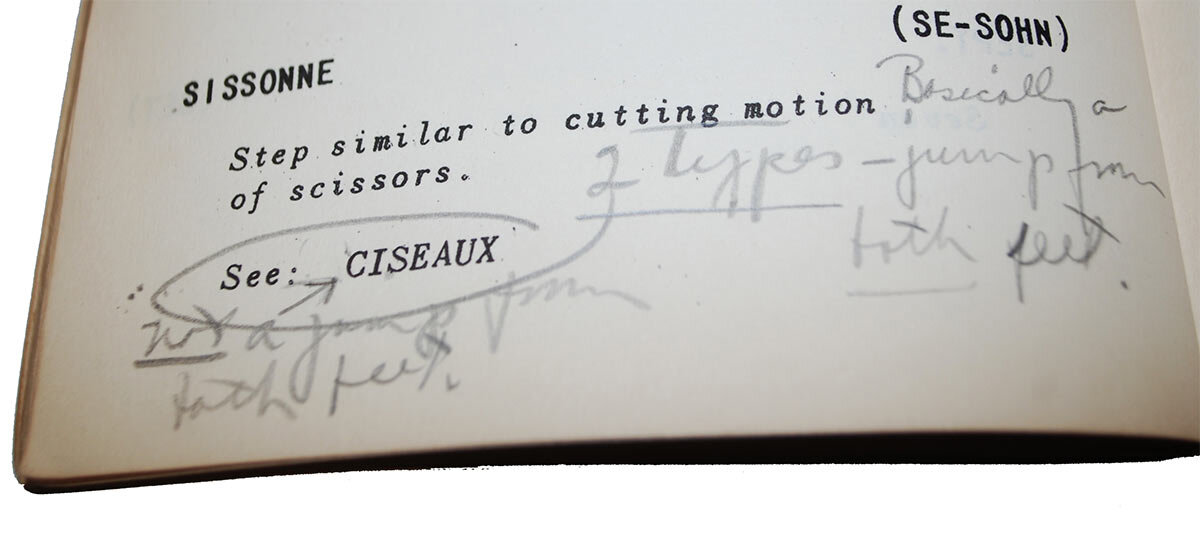 (SE-SOHN)
SISSONNE
Step similar to cutting motion
of scissors.
Basically a
2 types – jump from
both feet.
See: CISEAUX
not a jump from
both feet.